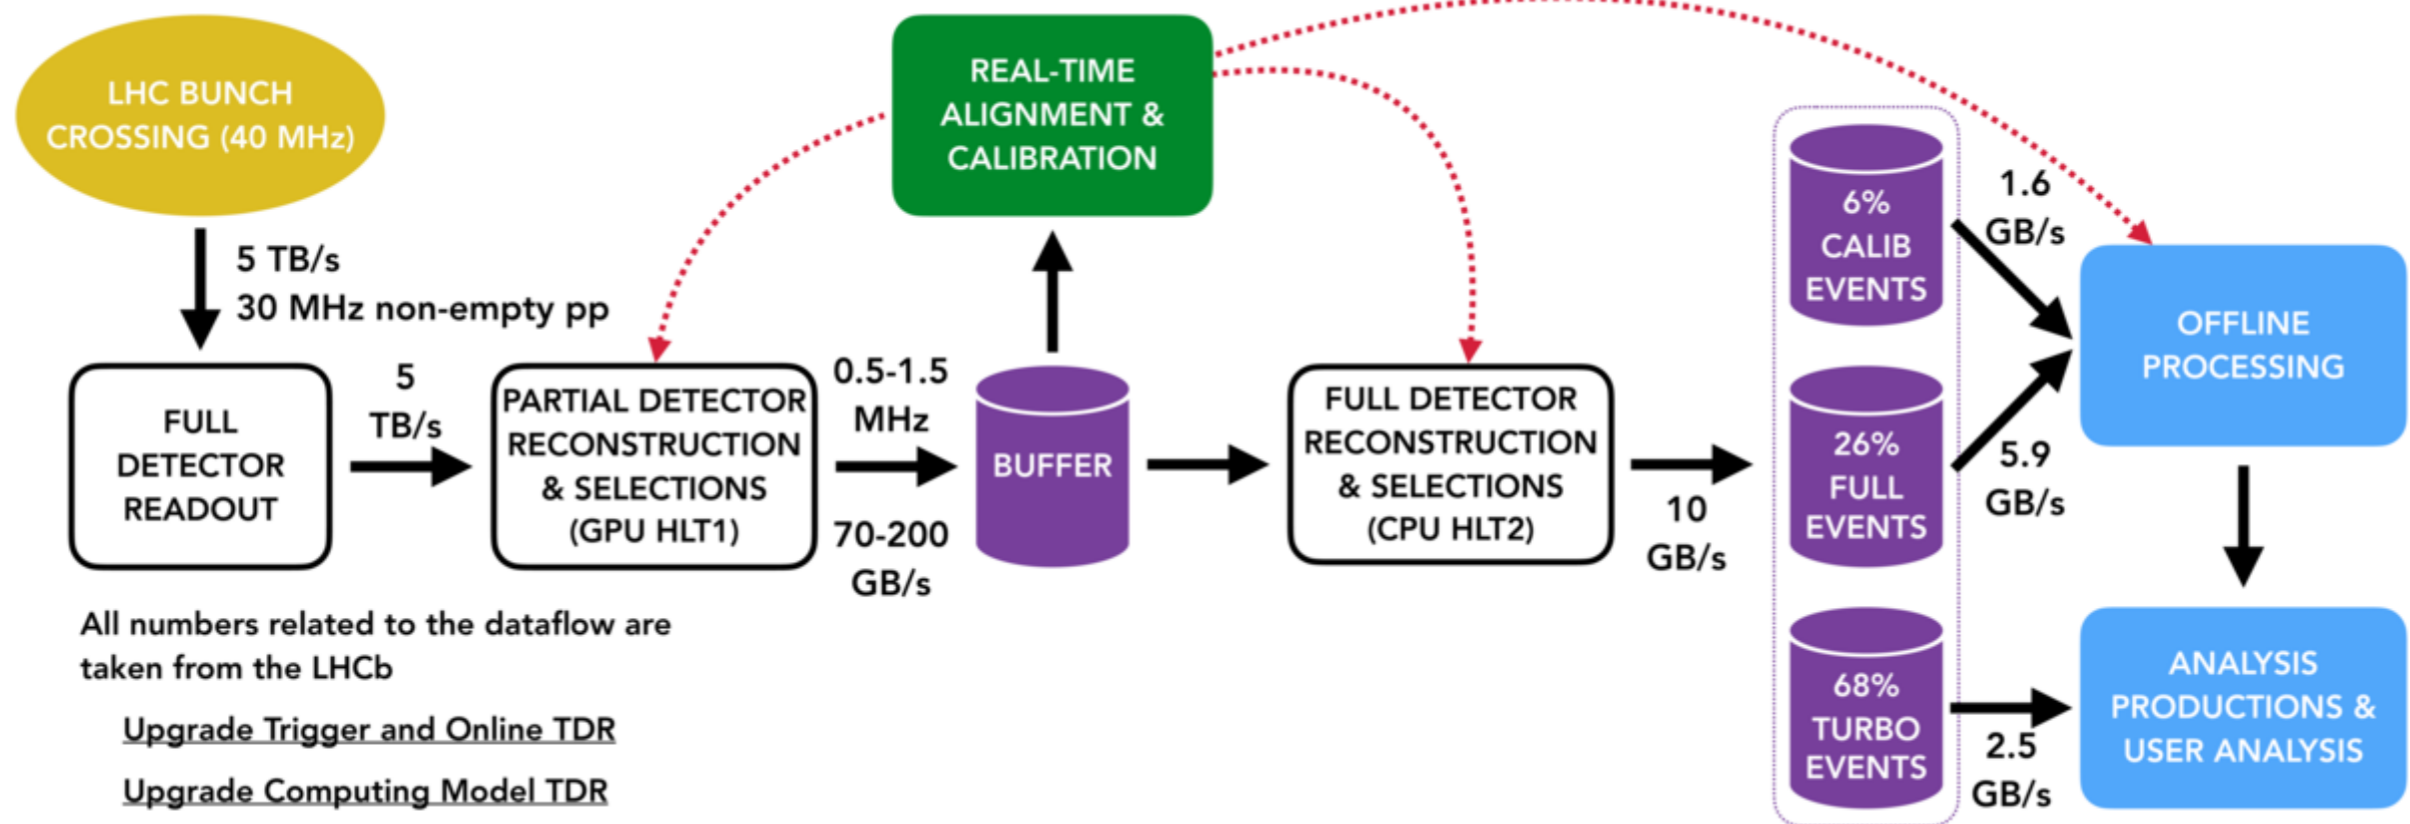 LHC BUNCH
CROSSING (40 MHz)
5 TB/s
30 MHz non-empty pp
FULL
DETECTOR
READOUT
5
TB/s
PARTIAL DETECTOR
RECONSTRUCTION
& SELECTIONS
(GPU HLT1)
0.5-1.5
MHz
70-200
GB/s
REAL-TIME
ALIGNMENT &
CALIBRATION
BUFFER
FULL DETECTOR
RECONSTRUCTION
& SELECTIONS
(CPU HLT2)
10
GB/s
6%
CALIB
EVENTS
1.6
GB/s
26%
FULL
EVENTS
5.9
GB/s
68%
TURBO
EVENTS
2.5
GB/s
OFFLINE
PROCESSING
ANALYSIS
PRODUCTIONS &
USER ANALYSIS
All numbers related to the dataflow are
taken from the LHCb
Upgrade Trigger and Online TDR
Upgrade Computing Model TDR